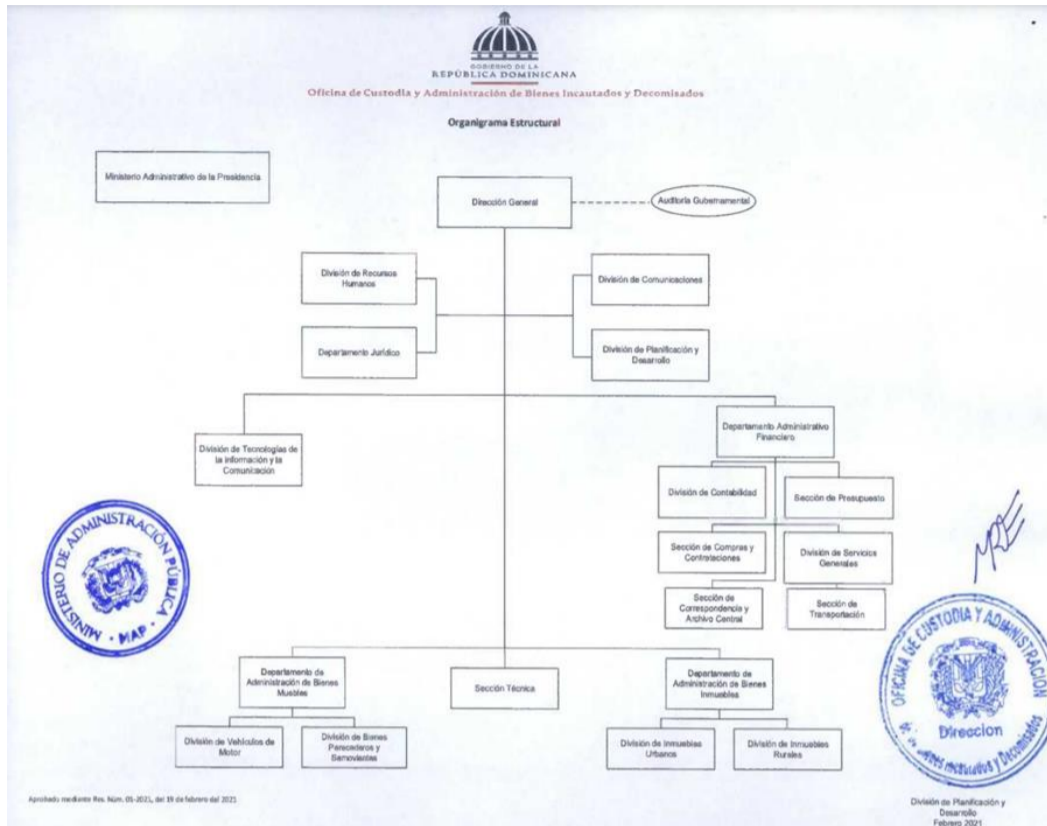 GOBIERNO DE LA
REPÚBLICA DOMINICANA
Oficina de Custodia y Administración de Bienes Incautados y Decomisados
Organigrama Estructural
Ministerio Administrativo de la Presidencia
Dirección General
Auditoría Gubernamental
División de Recursos
Humanos
División de Comunicaciones
Departamento Jurídico
División de Planificación y
Desarrollo
División de Tecnologías de
la Información y la
Comunicación
Departamento Administrativo
Financiero
División de Contabilidad
Sección de Presupuesto
Sección de Compras y
Contrataciones
División de Servicios
Generales
Sección de
Correspondencia y
Archivo Central
Sección de
Transportación
MINISTERIO DE ADMINISTRACIÓN PÚBLICA
MAP
OFICINA DE CUSTODIA Y ADMINISTRACION
Direccion
de Bienes Incautados y Decomisados
Departamento de
Administración de Bienes
Muebles
Sección Técnica
Departamento de
Administración de Bienes
Inmuebles
División de Vehículos de
Motor
División de Bienes
Perecederos y
Semovientes
División de Inmuebles
Urbanos
División de Inmuebles
Rurales
Aprobado mediante Res. Núm. 01-2021, del 19 de febrero del 2021
División de Planificación y
Desarrollo
Febrero 2021